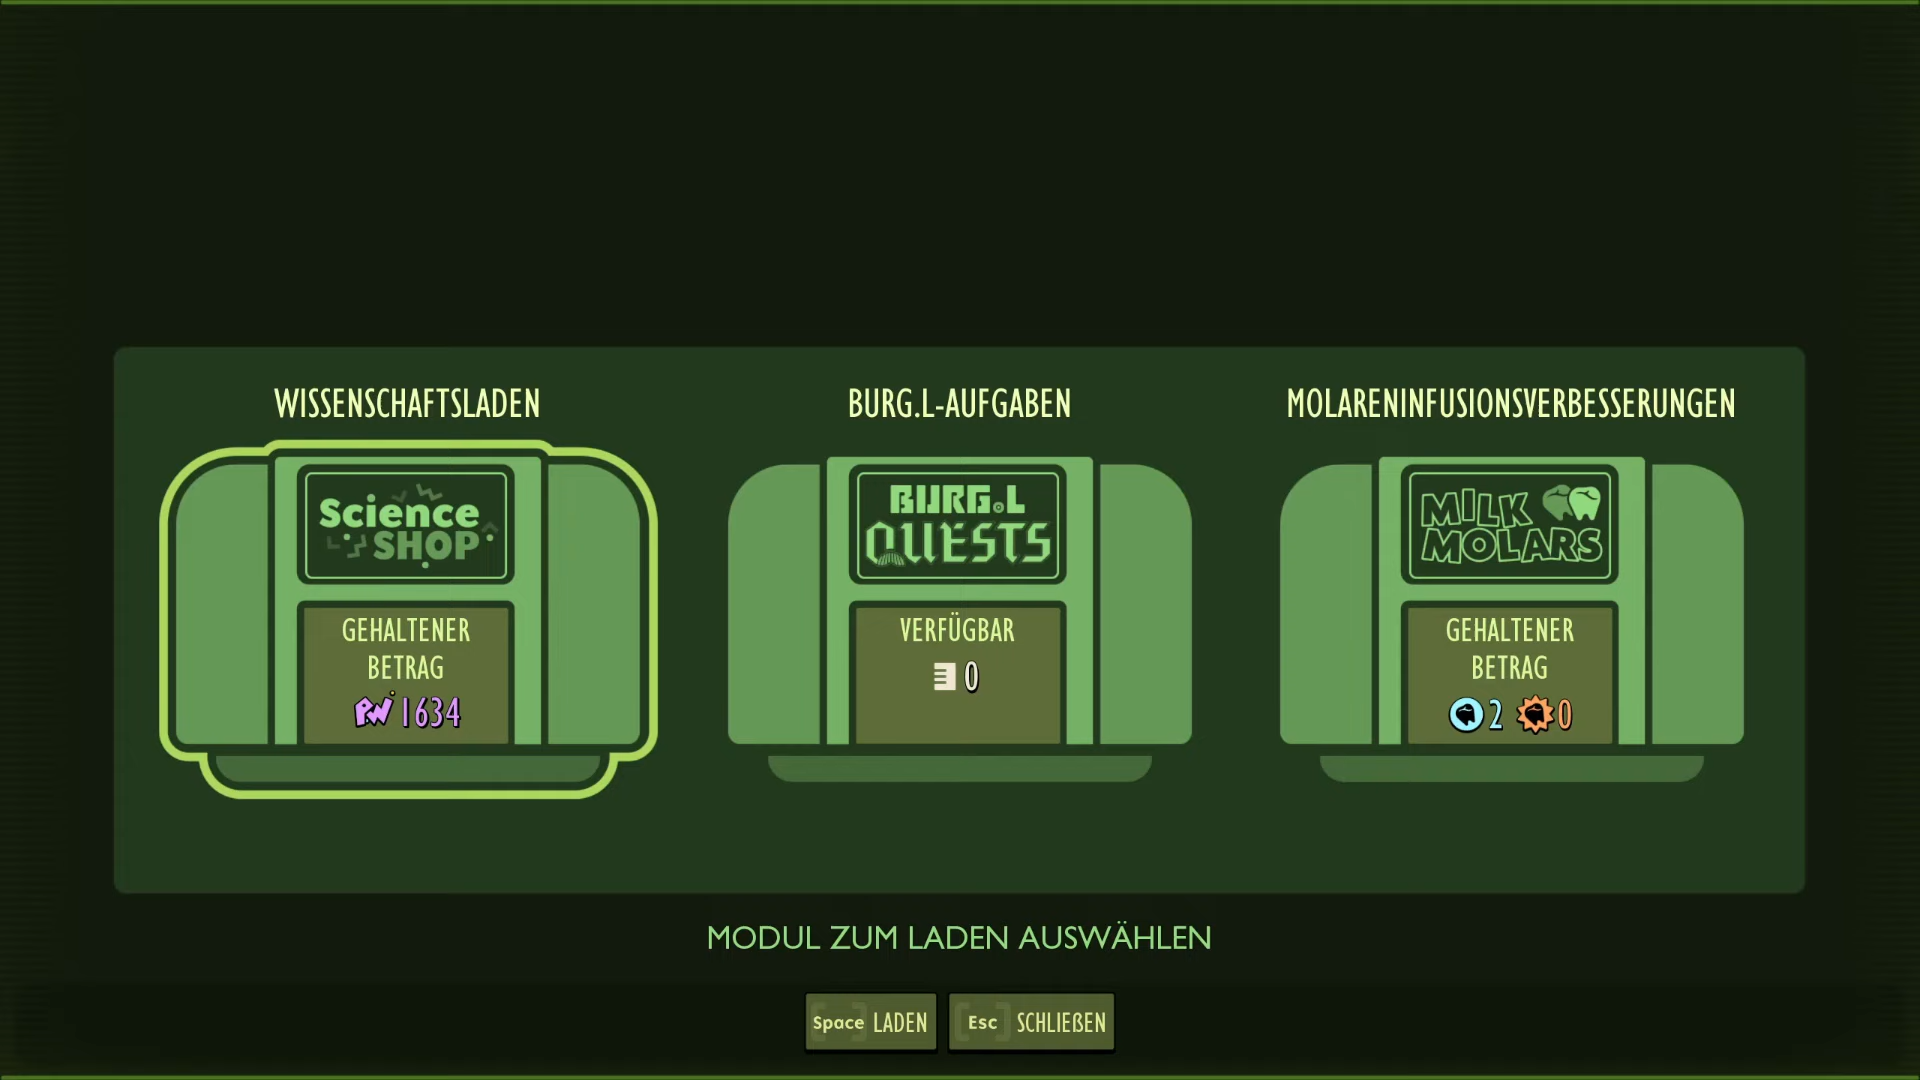 WISSENSCHAFTSLADEN
Science
SHOP
GEHALTENER
BETRAG
1634
BURG.L-AUFGABEN
BURG.L
QUESTS
VERFÜGBAR
0
MOLARENINFUSIONSVERBESSERUNGEN
MILK
MOLARS
GEHALTENER
BETRAG
2 0
MODUL ZUM LADEN AUSWÄHLEN
Space LADEN Esc SCHLIEẞEN